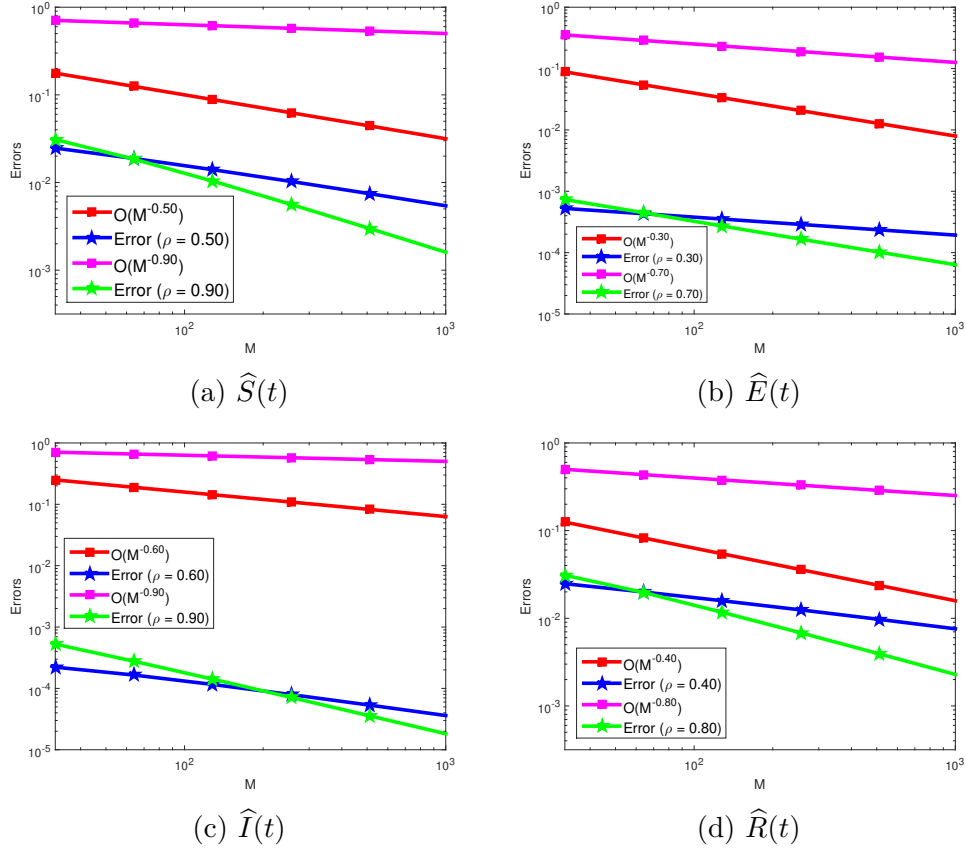 10^0
10^-1
10^-2
10^-3
Errors
O(M^-0.50)
Error (ρ = 0.50)
O(M^-0.90)
Error (ρ = 0.90)
10^2
10^3
M
(a) Ŝ(t)
10^0
10^-1
10^-2
10^-3
10^-4
10^-5
Errors
O(M^-0.30)
Error (ρ = 0.30)
O(M^-0.70)
Error (ρ = 0.70)
10^2
10^3
M
(b) Ê(t)
10^0
10^-1
10^-2
10^-3
10^-4
10^-5
Errors
O(M^-0.60)
Error (ρ = 0.60)
O(M^-0.90)
Error (ρ = 0.90)
10^2
10^3
M
(c) Î(t)
10^0
10^-1
10^-2
10^-3
Errors
O(M^-0.40)
Error (ρ = 0.40)
O(M^-0.80)
Error (ρ = 0.80)
10^2
10^3
M
(d) R̂(t)